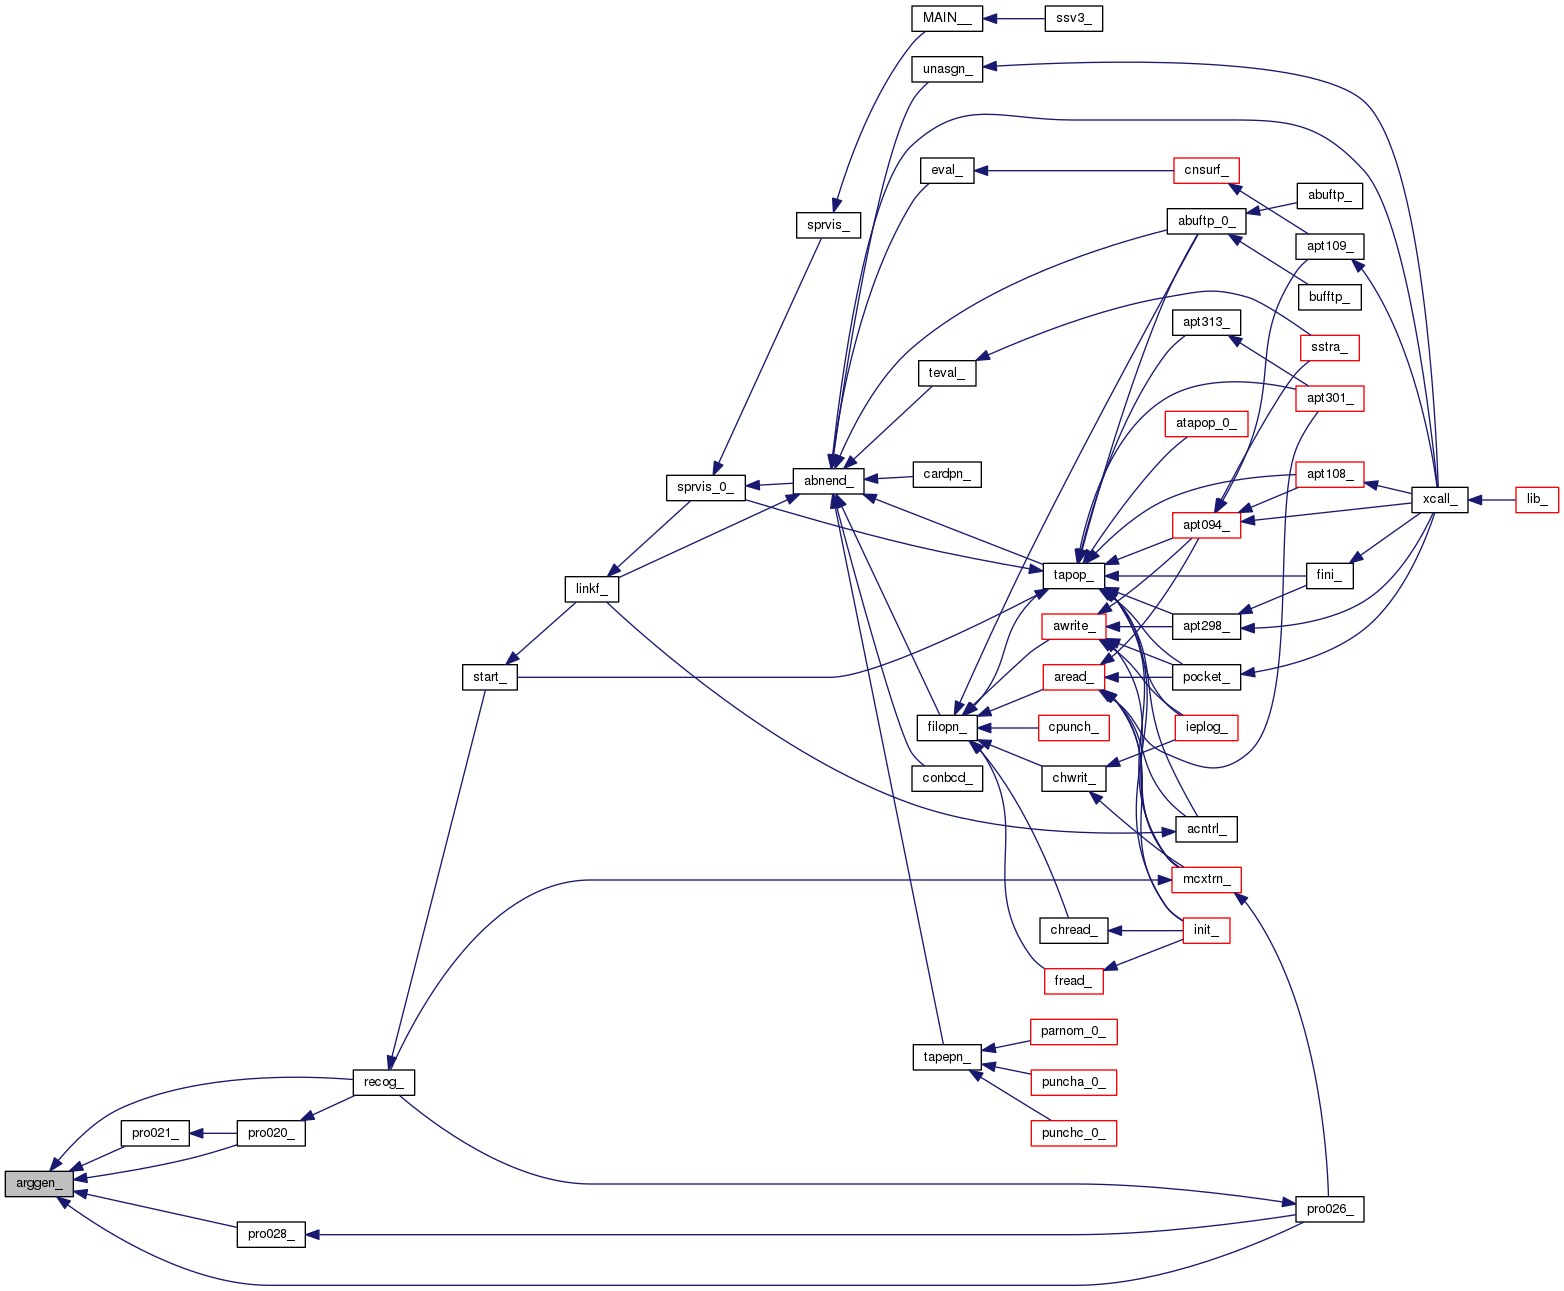 MAIN__
ssv3_
unasgn_
eval_
cnsurf_
abuftp_
sprvis_
abuftp_0_
apt109_
bufftp_
apt313_
sstra_
teval_
apt301_
atapop_0_
sprvis_0_
abnend_
cardpn_
apt108_
xcall_
lib_
apt094_
linkf_
tapop_
fini_
awrite_
apt298_
start_
aread_
pocket_
filopn_
cpunch_
ieplog_
conbcd_
chwrit_
acntrl_
mcxtrn_
chread_
init_
fread_
parnom_0_
tapepn_
recog_
puncha_0_
pro021_
pro020_
punchc_0_
arggen_
pro026_
pro028_